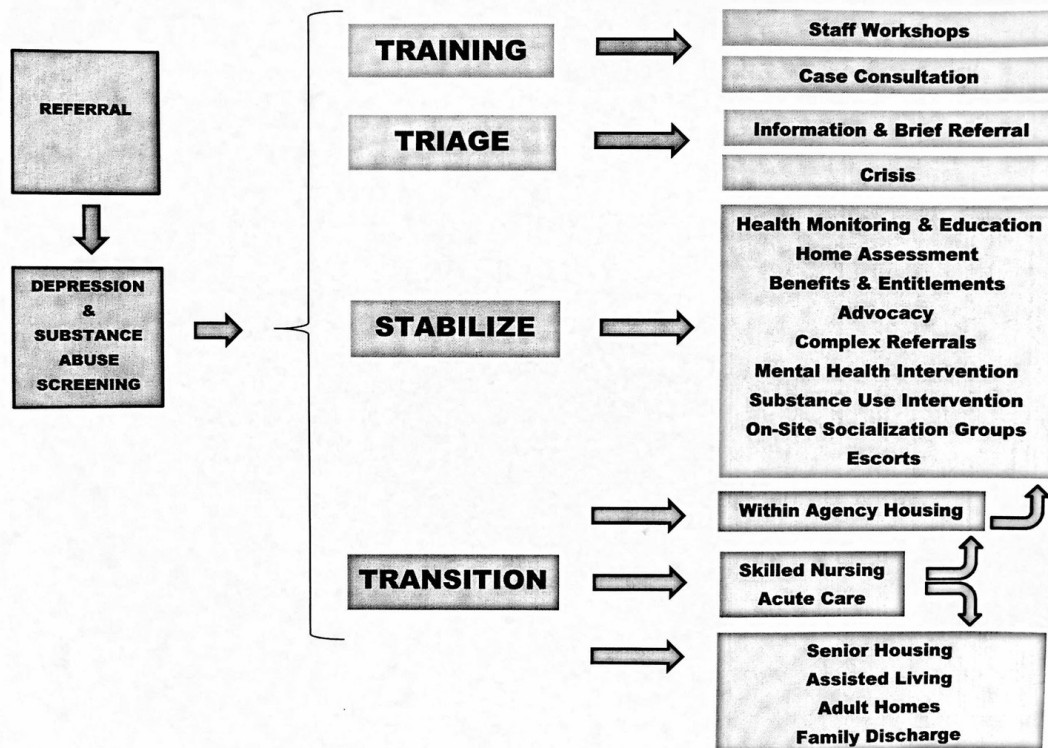 REFERRAL
DEPRESSION
&
SUBSTANCE
ABUSE
SCREENING
TRAINING
Staff Workshops
Case Consultation
TRIAGE
Information & Brief Referral
Crisis
STABILIZE
Health Monitoring & Education
Home Assessment
Benefits & Entitlements
Advocacy
Complex Referrals
Mental Health Intervention
Substance Use Intervention
On-Site Socialization Groups
Escorts
TRANSITION
Within Agency Housing
Skilled Nursing
Acute Care
Senior Housing
Assisted Living
Adult Homes
Family Discharge